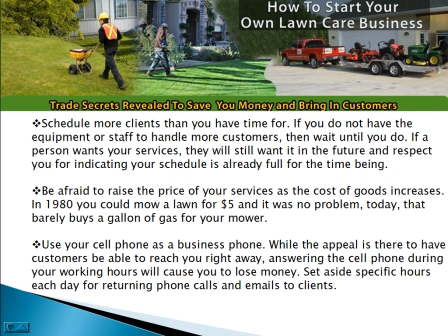 How To Start Your
Own Lawn Care Business
Trade Secrets Revealed To Save You Money and Bring In Customers
❖Schedule more clients than you have time for. If you do not have the
equipment or staff to handle more customers, then wait until you do. If a
person wants your services, they will still want it in the future and respect
you for indicating your schedule is already full for the time being.
❖Be afraid to raise the price of your services as the cost of goods increases.
In 1980 you could mow a lawn for $5 and it was no problem, today, that
barely buys a gallon of gas for your mower.
❖Use your cell phone as a business phone. While the appeal is there to have
customers be able to reach you right away, answering the cell phone during
your working hours will cause you to lose money. Set aside specific hours
each day for returning phone calls and emails to clients.